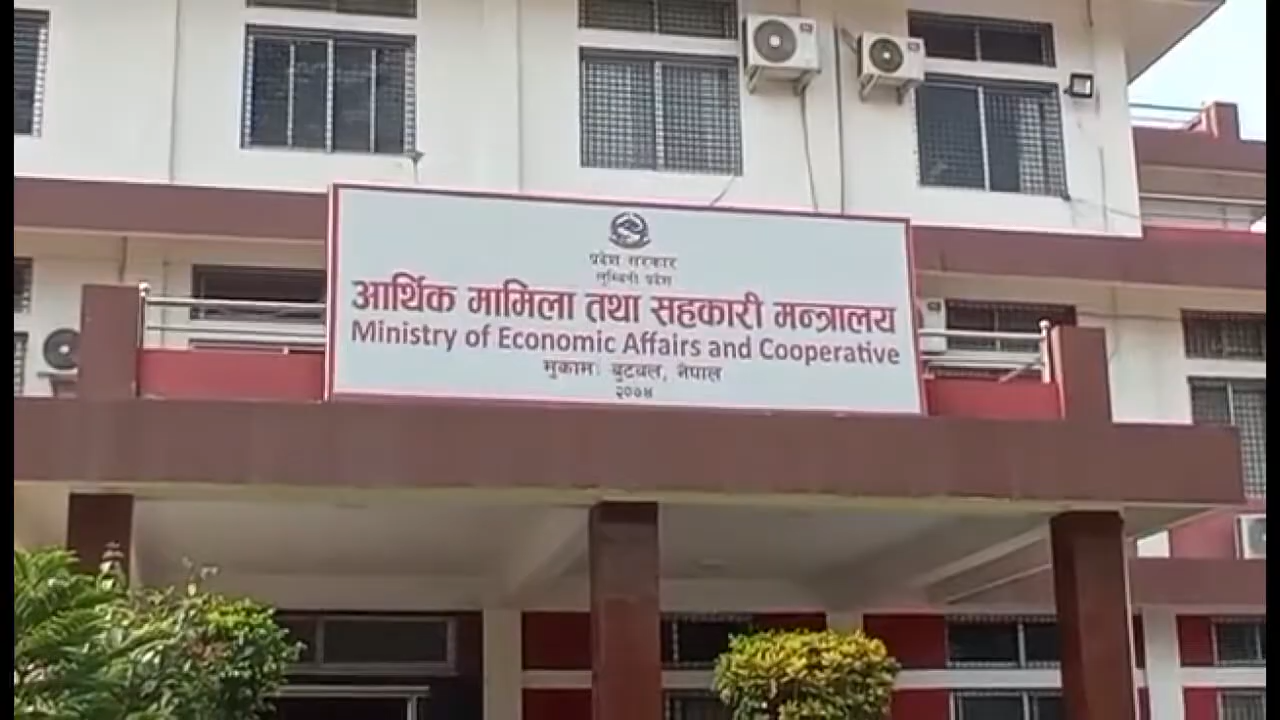 प्रदेश सरकार
लुम्बिनी प्रदेश
आर्थिक मामिला तथा सहकारी मन्त्रालय
Ministry of Economic Affairs and Cooperative
मुकामः बुटवल, नेपाल
२०७४